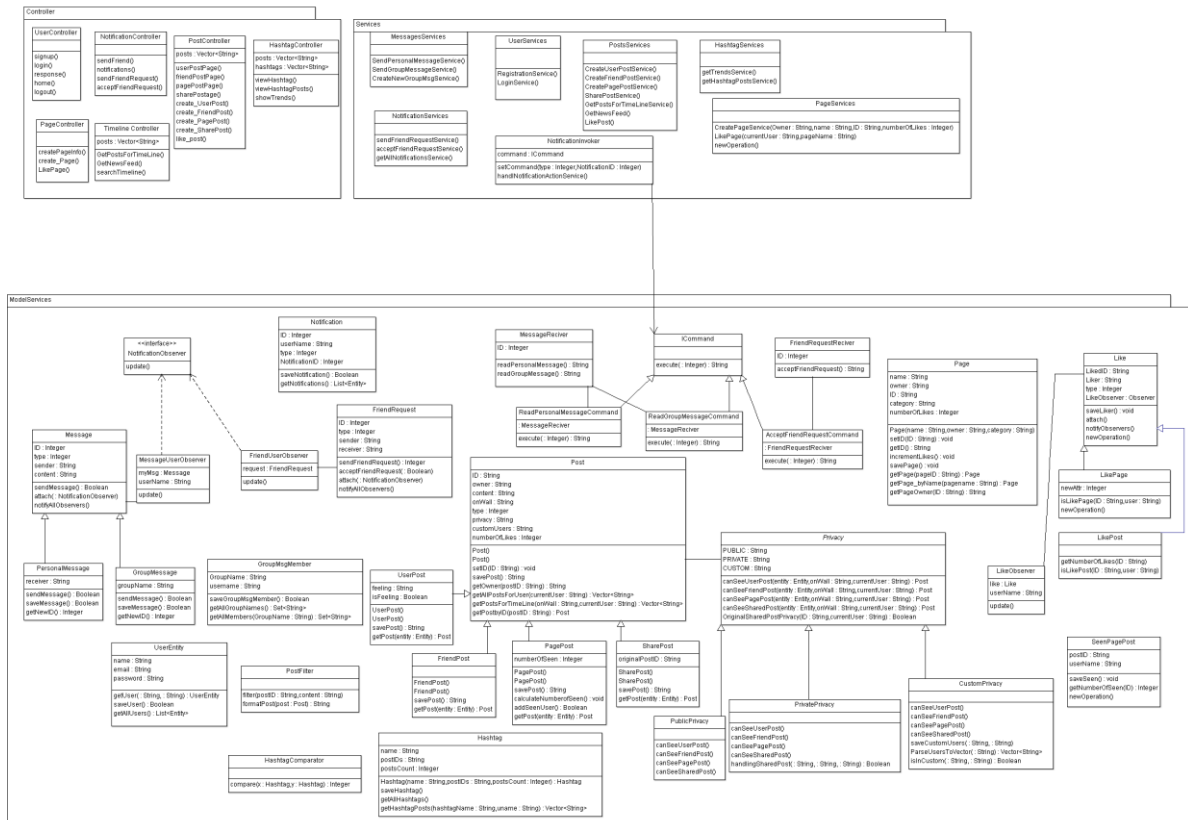 Controller
UserController
signup()
login()
response()
home()
logout()
NotificationController
sendFriend()
notifications()
sendFriendRequest()
acceptFriendRequest()
PostController
posts : Vector<String>
userPostPage()
friendPostPage()
pagePostPage()
sharePostage()
create_UserPost()
create_FriendPost()
create_PagePost()
create_SharePost()
like_post()
HashtagController
posts : Vector<String>
hashtags : Vector<String>
viewHashtag()
viewHashtagPosts()
showTrends()
PageController
createPageInfo()
create_Page()
LikePage()
Timeline Controller
posts : Vector<String>
GetPostsForTimeLine()
GetNewsFeed()
searchTimeline()
Services
MessagesServices
SendPersonalMessageService()
SendGroupMessageService()
CreateNewGroupMsgService()
UserServices
RegistrationService()
LoginService()
PostsServices
CreateUserPostService()
CreateFriendPostService()
CreatePagePostService()
SharePostService()
GetPostsForTimeLineService()
GetNewsFeed()
LikePost()
HashtagServices
getTrendsService()
getHashtagPostsService()
PageServices
CreatePageService(Owner : String,name : String,ID : String,numberOfLikes : Integer)
LikePage(currentUser : String,pageName : String)
newOperation()
NotificationServices
sendFriendRequestService()
acceptFriendRequestService()
getAllNotificationsService()
NotificationInvoker
command : ICommand
setCommand(type : Integer,NotificationID : Integer)
handlNotificationActionService()
ModelServices
<<interface>>
NotificationObserver
update()
Notification
ID : Integer
userName : String
type : Integer
NotificationID : Integer
saveNotification() : Boolean
getNotifications() : List<Entity>
MessageReciver
ID : Integer
readPersonalMessage() : String
readGroupMessage() : String
ICommand
execute( : Integer) : String
FriendRequestReciver
ID : Integer
acceptFriendRequest() : String
Page
name : String
owner : String
ID : String
category : String
numberOfLikes : Integer
Page(name : String,owner : String,category : String)
setID(ID : String) : void
getID() : String
incrementLikes() : void
savePage() : void
getPage(pageID : String) : Page
getPage_byName(pagename : String) : Page
getPageOwner(ID : String) : String
Like
LikedID : String
Liker : String
type : Integer
LikeObserver : Observer
saveLiker() : void
attach()
notifyObservers()
newOperation()
Message
ID : Integer
type : Integer
sender : String
content : String
sendMessage() : Boolean
attach( : NotificationObserver)
notifyAllObservers()
MessageUserObserver
myMsg : Message
userName : String
update()
FriendUserObserver
request : FriendRequest
update()
FriendRequest
ID : Integer
type : Integer
sender : String
receiver : String
sendFriendRequest() : Integer
acceptFriendRequest( : Boolean)
attach( : NotificationObserver)
notifyAllObservers()
ReadPersonalMessageCommand
: MessageReciver
execute( : Integer) : String
ReadGroupMessageCommand
: MessageReciver
execute( : Integer) : String
AcceptFriendRequestCommand
: FriendRequestReciver
execute( : Integer) : String
LikePage
newAttr : Integer
isLikePage(ID : String,user : String)
newOperation()
LikePost
getNumberOfLikes(ID : String)
isLikePost(ID : String,user : String)
Post
ID : String
owner : String
content : String
onWall : String
type : Integer
privacy : String
customUsers : String
numberOfLikes : Integer
Post()
Post()
setID(ID : String) : void
savePost() : String
getOwner(postID : String) : String
getAllPostsForUser(currentUser : String) : Vector<String>
getPostsForTimeLine(onWall : String,currentUser : String) : Vector<String>
getPostbyID(postID : String) : Post
Privacy
PUBLIC : String
PRIVATE : String
CUSTOM : String
canSeeUserPost(entity : Entity,onWall : String,currentUser : String) : Post
canSeeFriendPost(entity : Entity,onWall : String,currentUser : String) : Post
canSeePagePost(entity : Entity,onWall : String,currentUser : String) : Post
canSeeSharedPost(entity : Entity,onWall : String,currentUser : String) : Post
OriginalSharedPostPrivacy(ID : String,currentUser : String) : Boolean
LikeObserver
like : Like
userName : String
update()
PersonalMessage
receiver : String
sendMessage() : Boolean
saveMessage() : Boolean
getNewID() : Integer
GroupMessage
groupName : String
sendMessage() : Boolean
saveMessage() : Boolean
getNewID() : Integer
GroupMsgMember
GroupName : String
username : String
saveGroupMsgMember() : Boolean
getAllGroupNames() : Set<String>
getAllMembers(GroupName : String) : Set<String>
UserPost
feeling : String
isFeeling : Boolean
UserPost()
UserPost()
savePost() : String
getPost(entity : Entity) : Post
UserEntity
name : String
email : String
password : String
getUser( : String, : String) : UserEntity
saveUser() : Boolean
getAllUsers() : List<Entity>
PostFilter
filter(postID : String,content : String)
formatPost(post : Post) : String
FriendPost
FriendPost()
FriendPost()
savePost() : String
getPost(entity : Entity) : Post
PagePost
numberOfSeen : Integer
PagePost()
PagePost()
savePost() : String
calculateNumberofSeen() : void
addSeenUser() : Boolean
getPost(entity : Entity) : Post
SharePost
originalPostID : String
SharePost()
SharePost()
savePost() : String
getPost(entity : Entity) : Post
SeenPagePost
postID : String
userName : String
saveSeen() : void
getNumberOfSeen(ID) : Integer
newOperation()
PublicPrivacy
canSeeUserPost()
canSeeFriendPost()
canSeePagePost()
canSeeSharedPost()
PrivatePrivacy
canSeeUserPost()
canSeeFriendPost()
canSeePagePost()
canSeeSharedPost()
handlingSharedPost( : String, : String, : String) : Boolean
CustomPrivacy
canSeeUserPost()
canSeeFriendPost()
canSeePagePost()
canSeeSharedPost()
saveCustomUsers( : String, : String)
ParseUsersToVector( : String) : Vector<String>
isInCustom( : String, : String) : Boolean
HashtagComparator
compare(x : Hashtag,y : Hashtag) : Integer
Hashtag
name : String
postIDs : String
postsCount : Integer
Hashtag(name : String,postIDs : String,postsCount : Integer) : Hashtag
saveHashtag()
getAllHashtags()
getHashtagPosts(hashtagName : String,uname : String) : Vector<String>